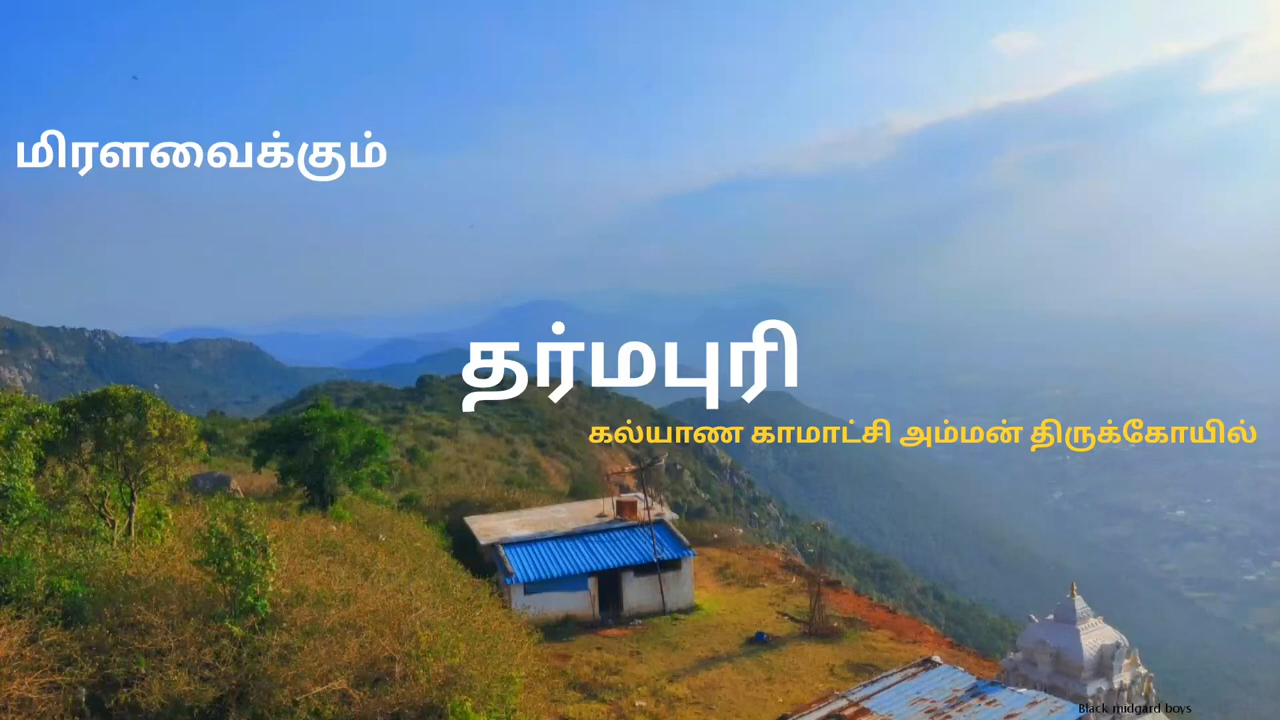 மிரளவைக்கும்
தர்மபுரி
கல்யாண காமாட்சி அம்மன் திருக்கோயில்
Black midgard boys